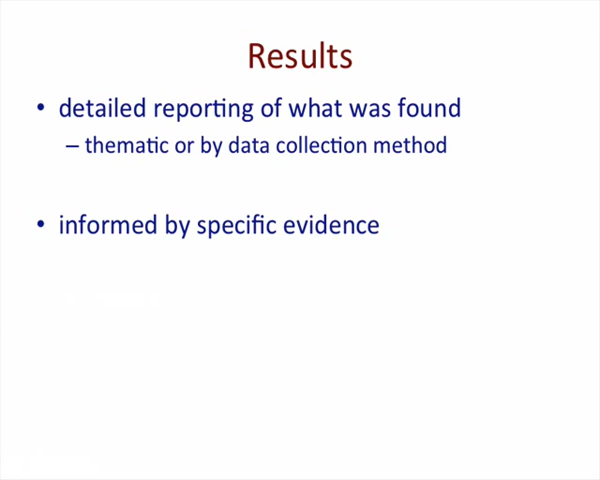 Results
• detailed reporting of what was found
– thematic or by data collection method
• informed by specific evidence